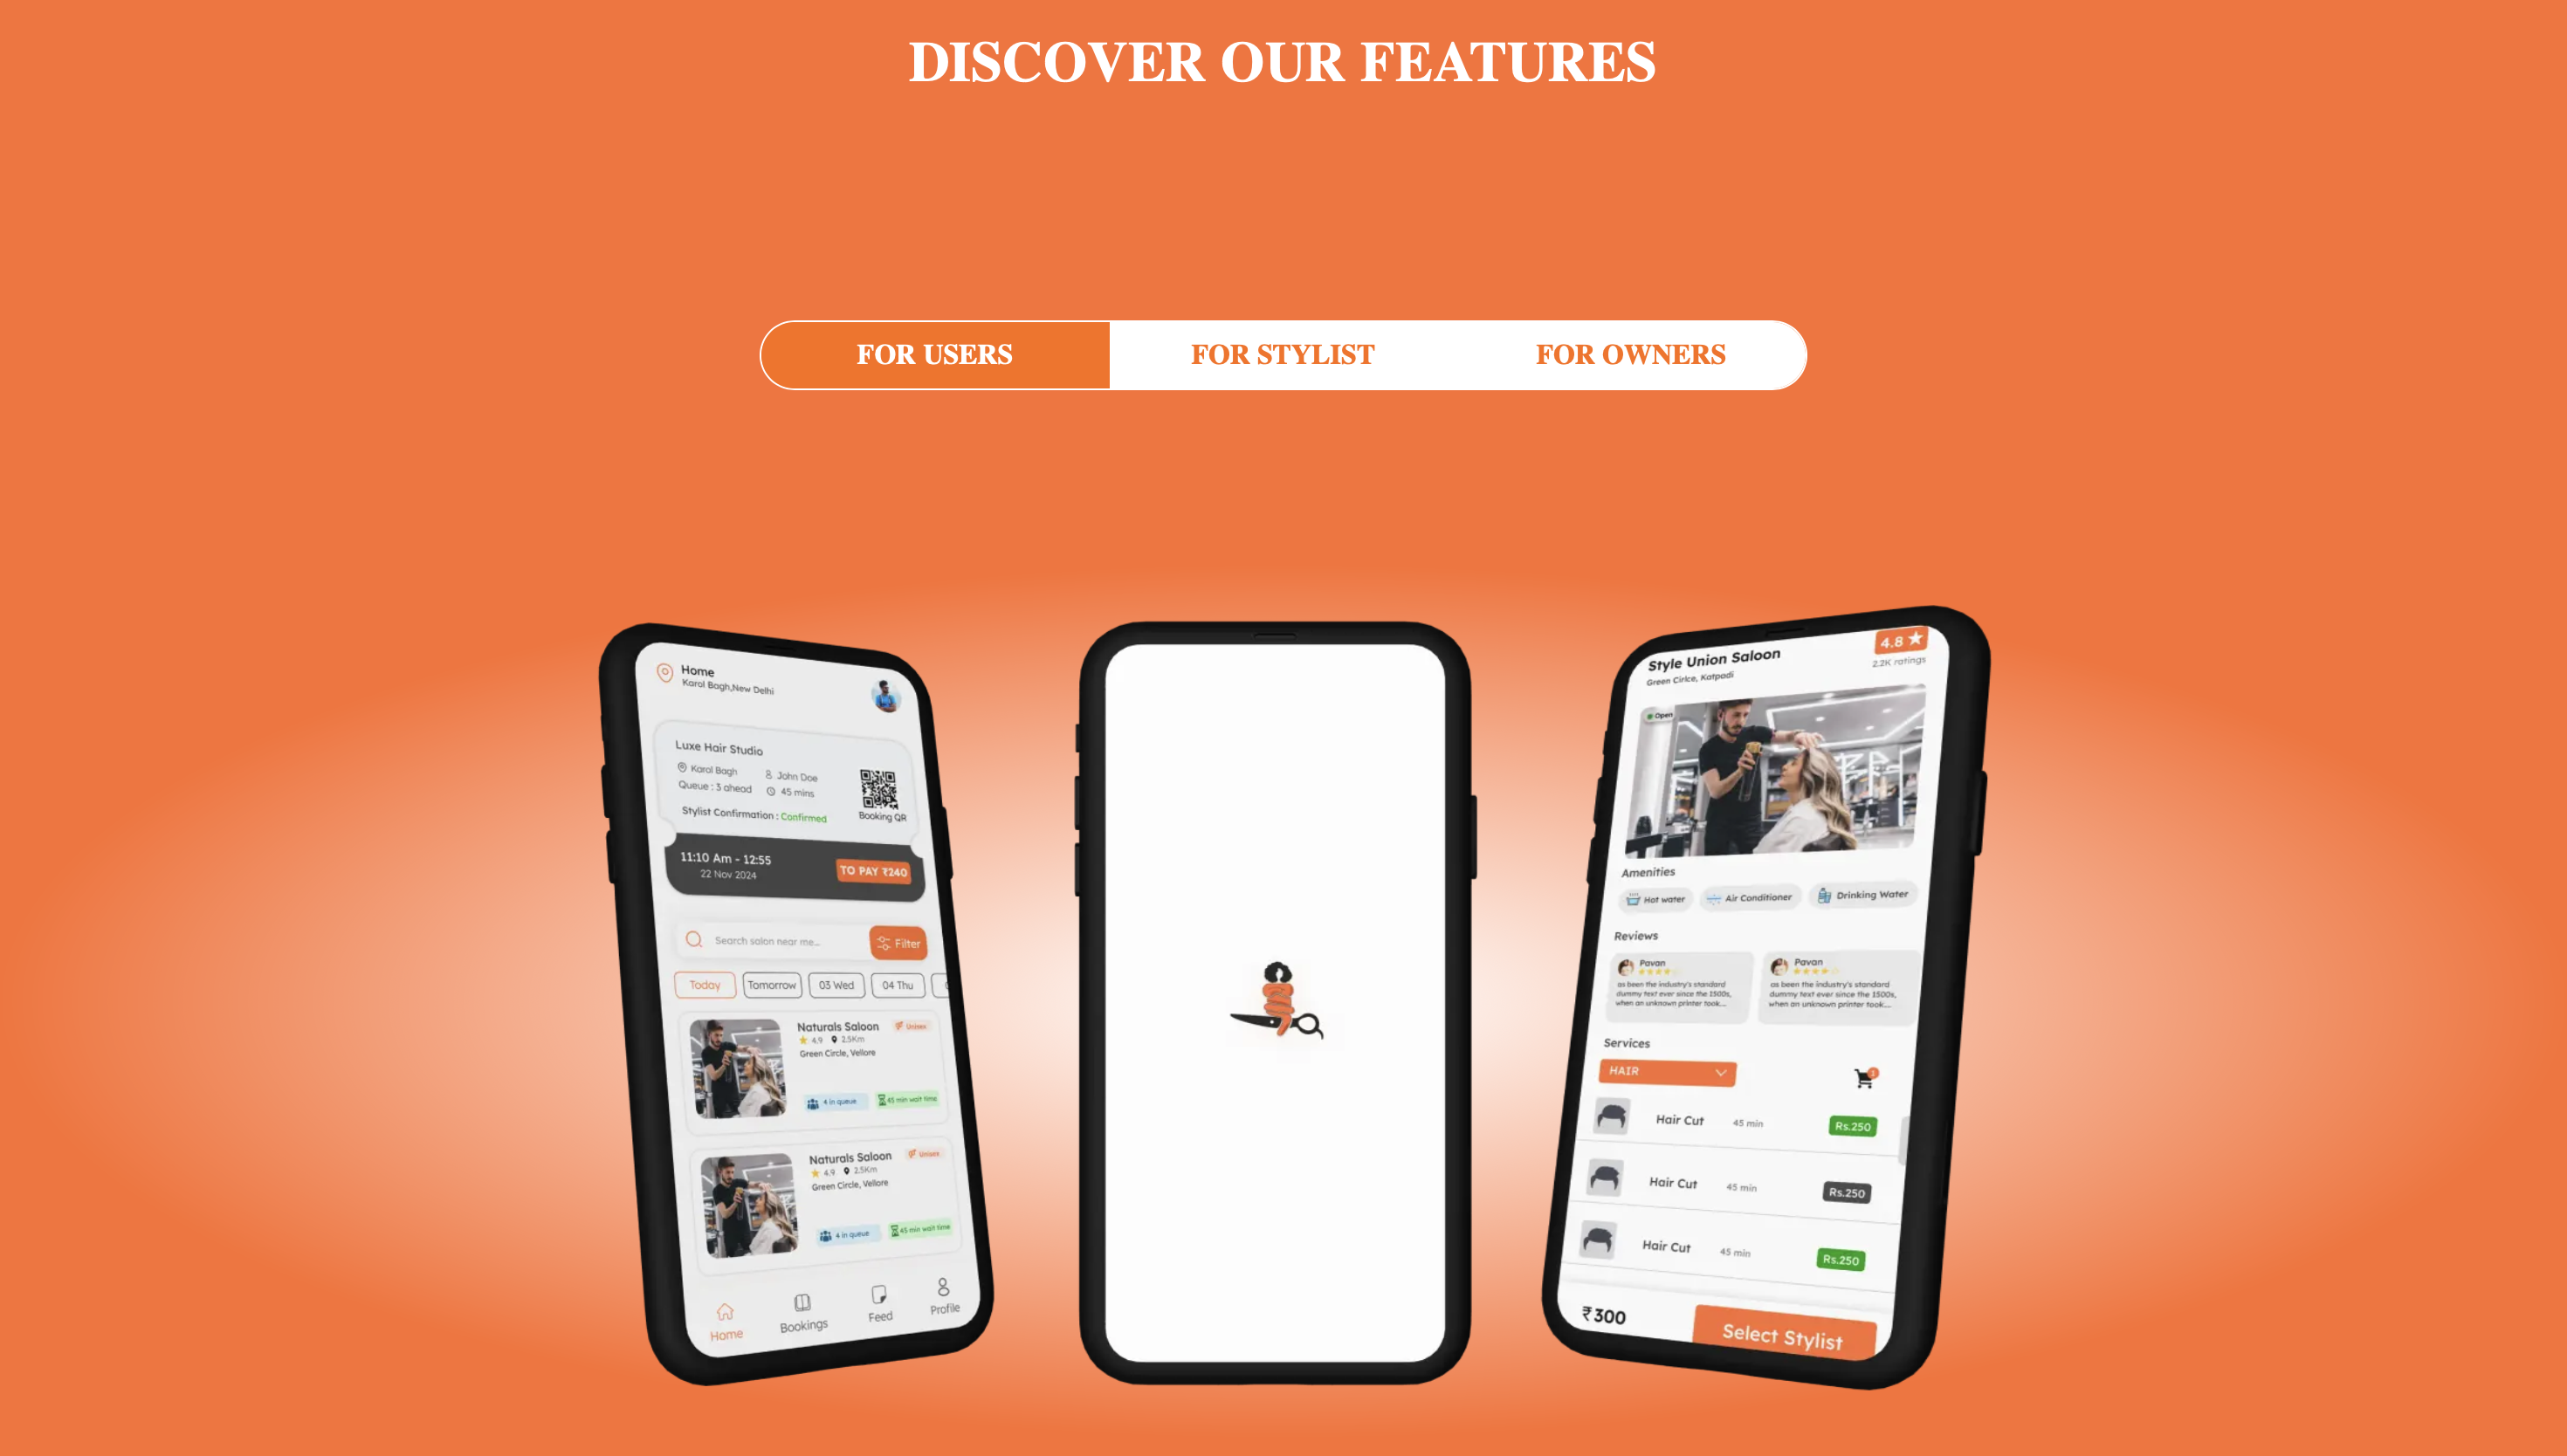 DISCOVER OUR FEATURES
FOR USERS
FOR STYLIST
FOR OWNERS
Home
Karol Bagh,New Delhi
Luxe Hair Studio
Karol Bagh
John Doe
Queue : 3 ahead
45 mins
Stylist Confirmation : Confirmed
Booking QR
11:10 Am - 12:55
22 Nov 2024
TO PAY ₹240
Search salon near me...
Filter
Today
Tomorrow
03 Wed
04 Thu
Naturals Saloon
Unisex
4.9
2.5Km
Green Circle, Vellore
4 in queue
45 min wait time
Naturals Saloon
Unisex
4.9
2.5Km
Green Circle, Vellore
4 in queue
45 min wait time
Home
Bookings
Feed
Profile
Style Union Saloon
Green Cirlce, Katpadi
4.8
2.2K ratings
Open
Amenities
Hot water
Air Conditioner
Drinking Water
Reviews
Pavan
as been the industry's standard
dummy text ever since the 1500s,
when an unknown printer took....
Pavan
as been the industry's standard
dummy text ever since the 1500s,
when an unknown printer took....
Services
HAIR
1
Hair Cut
45 min
Rs.250
Hair Cut
45 min
Rs.250
Hair Cut
45 min
Rs.250
₹300
Select Stylist